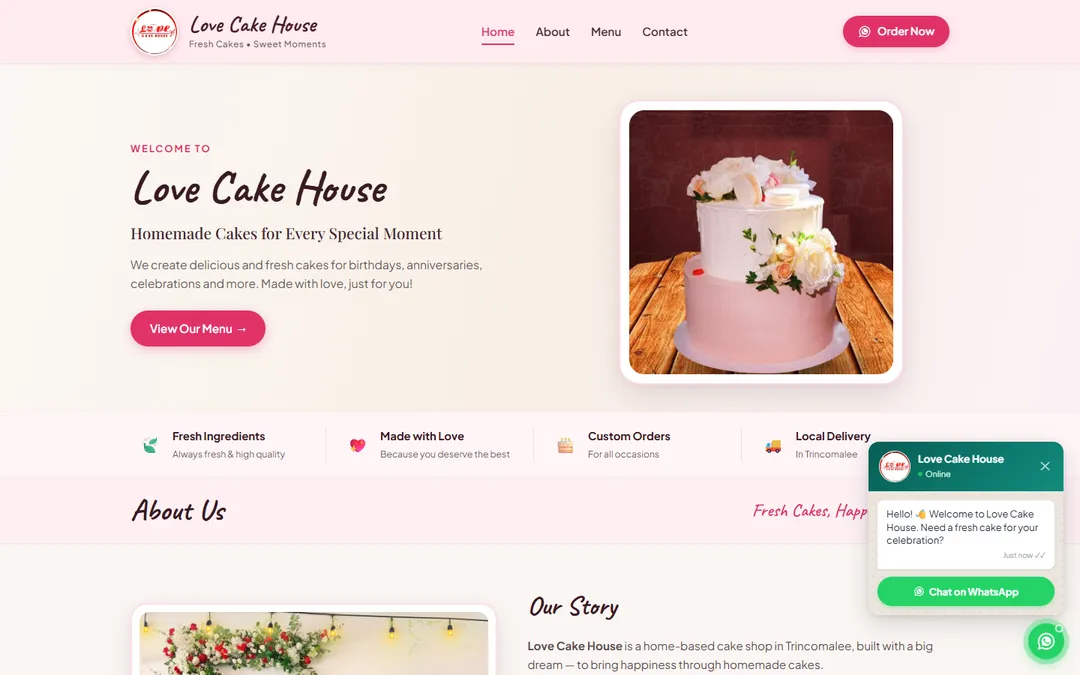 Love Cake House
Fresh Cakes • Sweet Moments
Home
About
Menu
Contact
Order Now
WELCOME TO
Love Cake House
Homemade Cakes for Every Special Moment
We create delicious and fresh cakes for birthdays, anniversaries,
celebrations and more. Made with love, just for you!
View Our Menu →
Fresh Ingredients
Always fresh & high quality
Made with Love
Because you deserve the best
Custom Orders
For all occasions
Local Delivery
In Trincomalee
About Us
Fresh Cakes, Happ
Love Cake House
Online
Hello! 👋 Welcome to Love Cake
House. Need a fresh cake for your
celebration?
Just now ✓✓
Chat on WhatsApp
Our Story
Love Cake House is a home-based cake shop in Trincomalee, built with a big
dream — to bring happiness through homemade cakes.